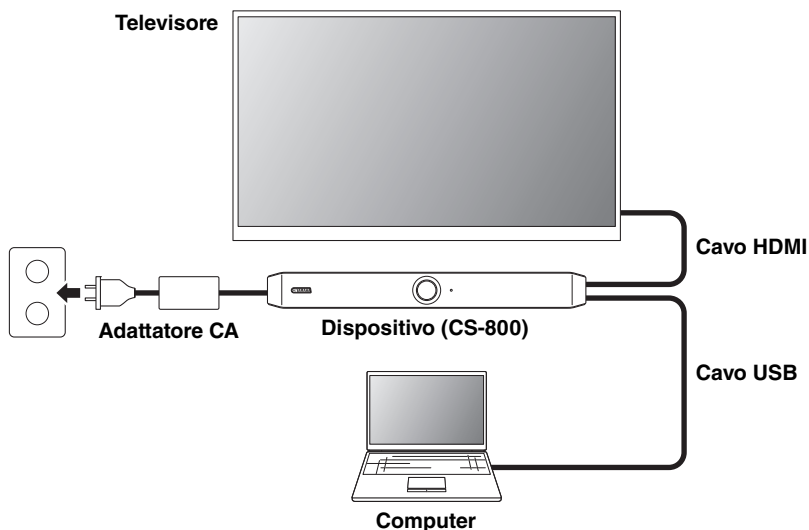 Televisore
Cavo HDMI
Adattatore CA
Dispositivo (CS-800)
Cavo USB
Computer